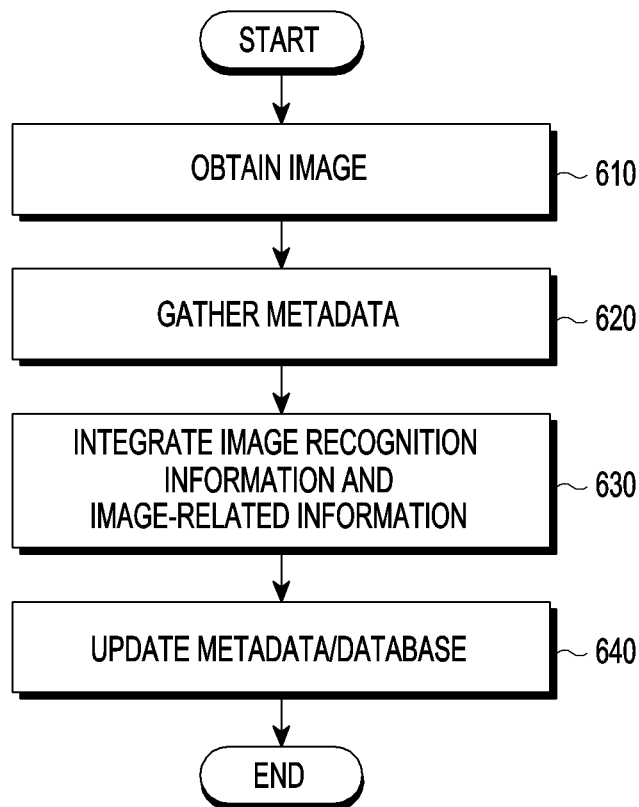 START
OBTAIN IMAGE
610
GATHER METADATA
620
INTEGRATE IMAGE RECOGNITION
INFORMATION AND
IMAGE-RELATED INFORMATION
630
UPDATE METADATA/DATABASE
640
END